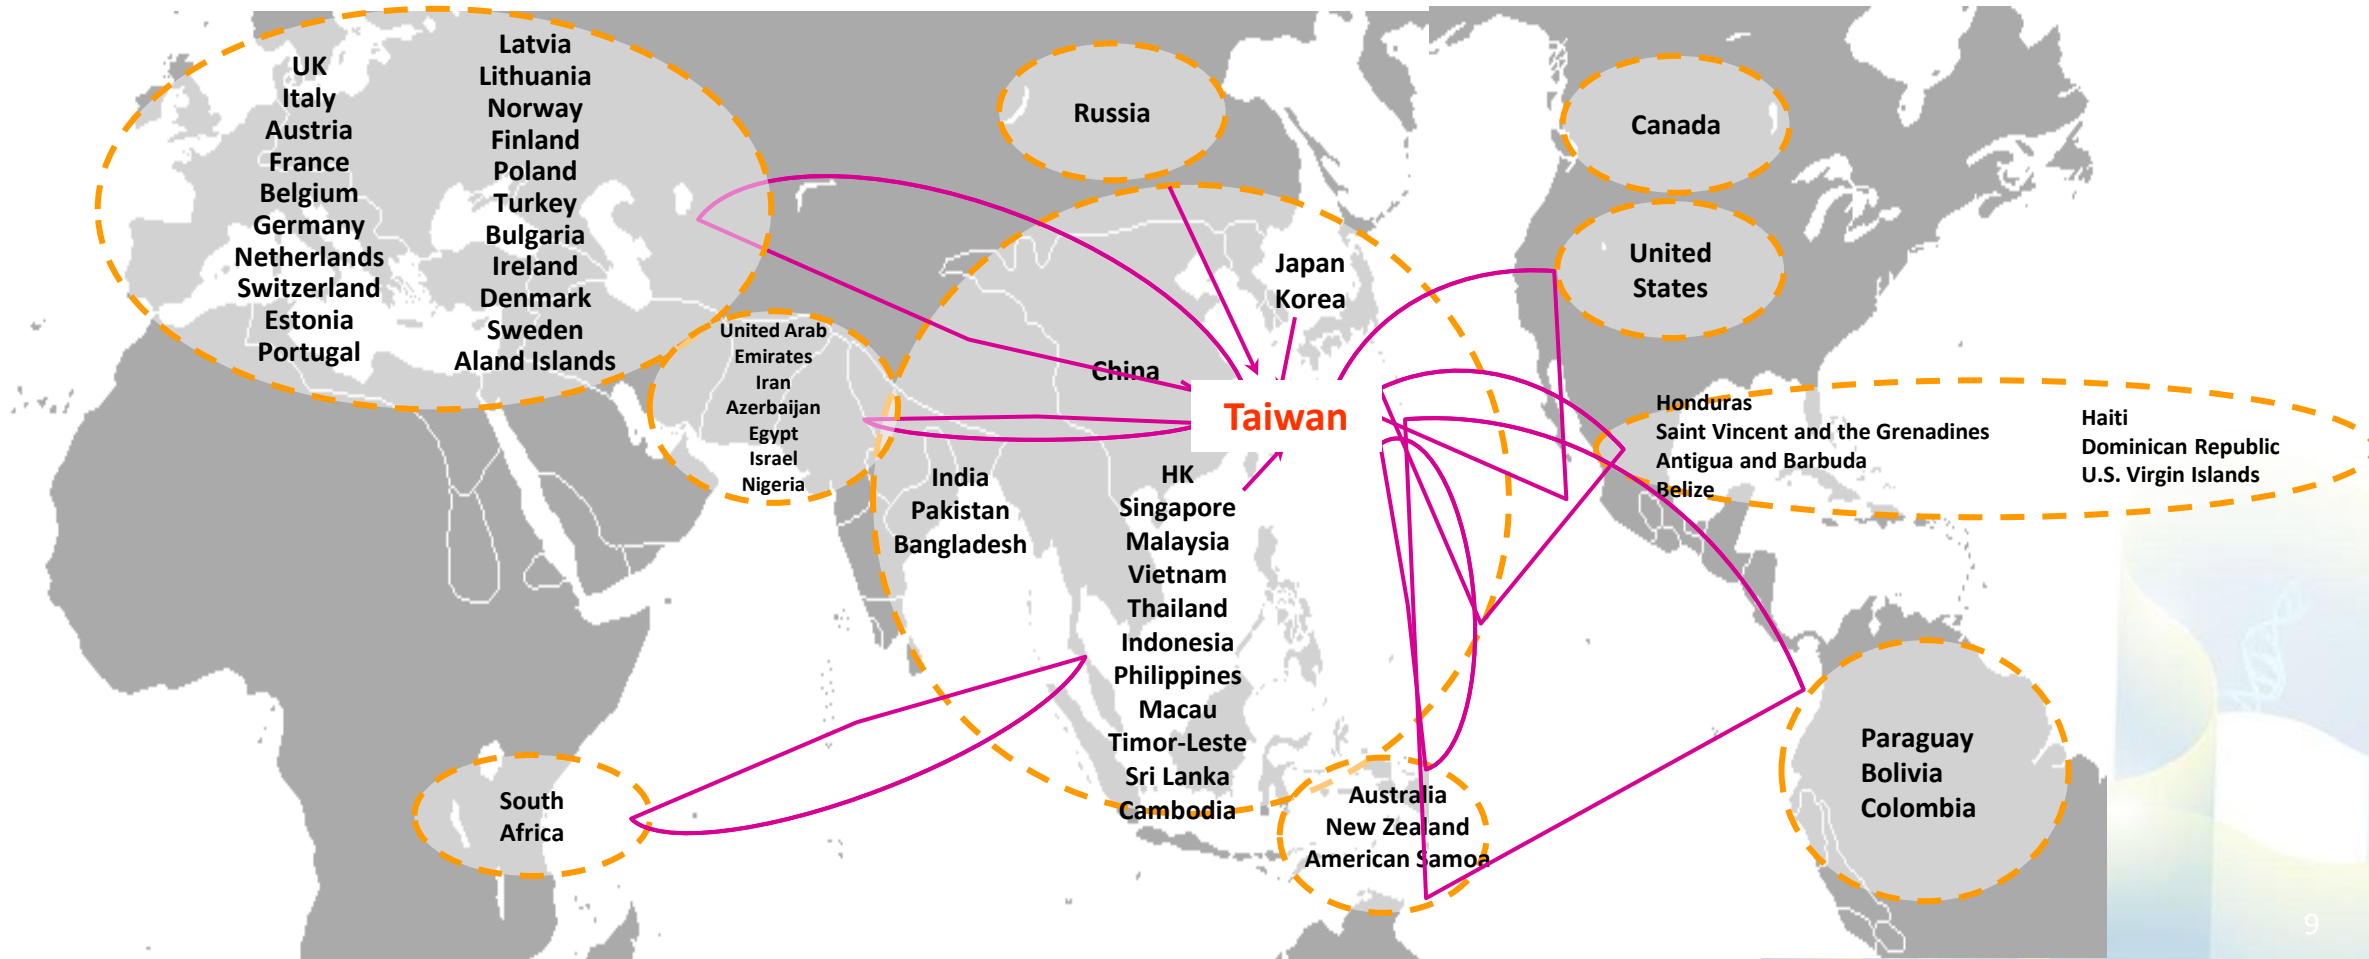 UK
Italy
Austria
France
Belgium
Germany
Netherlands
Switzerland
Estonia
Portugal
Latvia
Lithuania
Norway
Finland
Poland
Turkey
Bulgaria
Ireland
Denmark
Sweden
Aland Islands
United Arab
Emirates
Iran
Azerbaijan
Egypt
Israel
Nigeria
South
Africa
Russia
Japan
Korea
China
Taiwan
India
Pakistan
Bangladesh
HK
Singapore
Malaysia
Vietnam
Thailand
Indonesia
Philippines
Macau
Timor-Leste
Sri Lanka
Cambodia
Australia
New Zealand
American Samoa
Canada
United
States
Honduras
Saint Vincent and the Grenadines
Antigua and Barbuda
Belize
Haiti
Dominican Republic
U.S. Virgin Islands
Paraguay
Bolivia
Colombia
9